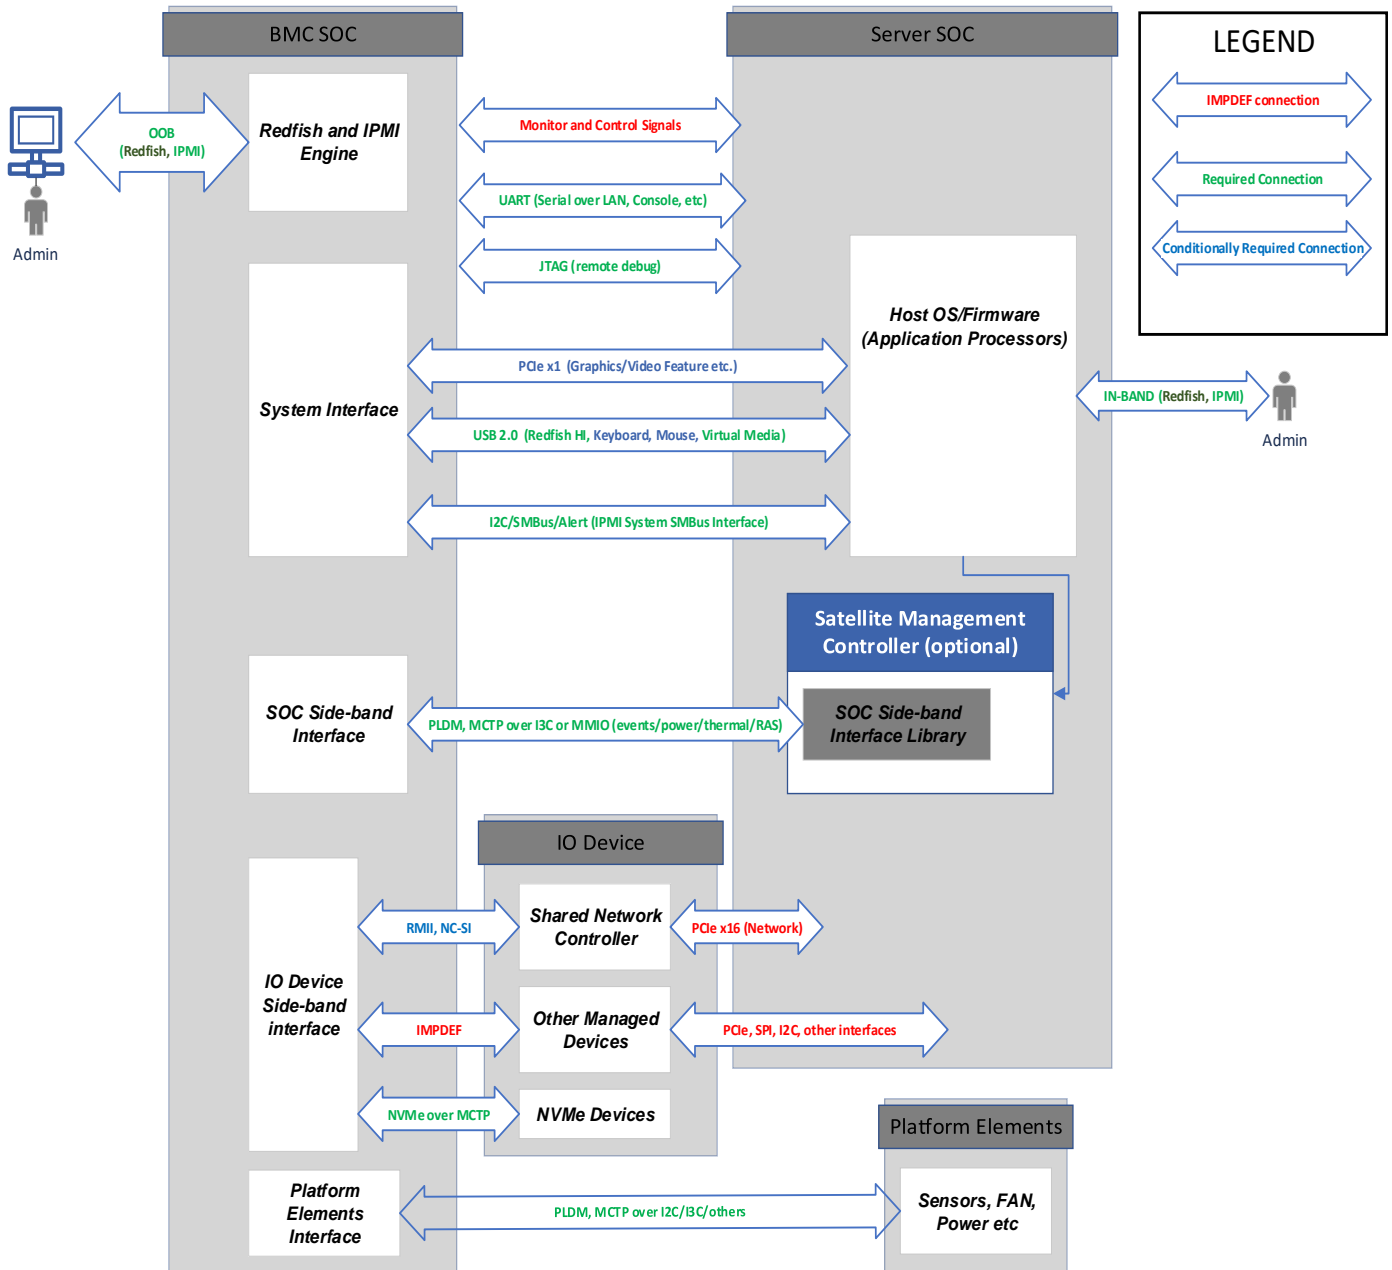 BMC SOC
Server SOC
LEGEND
IMPDEF connection
Required Connection
Conditionally Required Connection
Redfish and IPMI
Engine
OOB
(Redfish, IPMI)
Admin
Monitor and Control Signals
UART (Serial over LAN, Console, etc)
JTAG (remote debug)
Host OS/Firmware
(Application Processors)
System Interface
PCIe x1  (Graphics/Video Feature etc.)
USB 2.0  (Redfish HI, Keyboard, Mouse, Virtual Media)
I2C/SMBus/Alert (IPMI System SMBus Interface)
IN-BAND (Redfish, IPMI)
Admin
Satellite Management
Controller (optional)
SOC Side-band
Interface
PLDM, MCTP over I3C or MMIO (events/power/thermal/RAS)
SOC Side-band
Interface Library
IO Device
IO Device
Side-band
interface
RMII, NC-SI
Shared Network
Controller
PCIe x16 (Network)
IMPDEF
Other Managed
Devices
PCIe, SPI, I2C, other interfaces
NVMe over MCTP
NVMe Devices
Platform Elements
Platform
Elements
Interface
PLDM, MCTP over I2C/I3C/others
Sensors, FAN,
Power etc